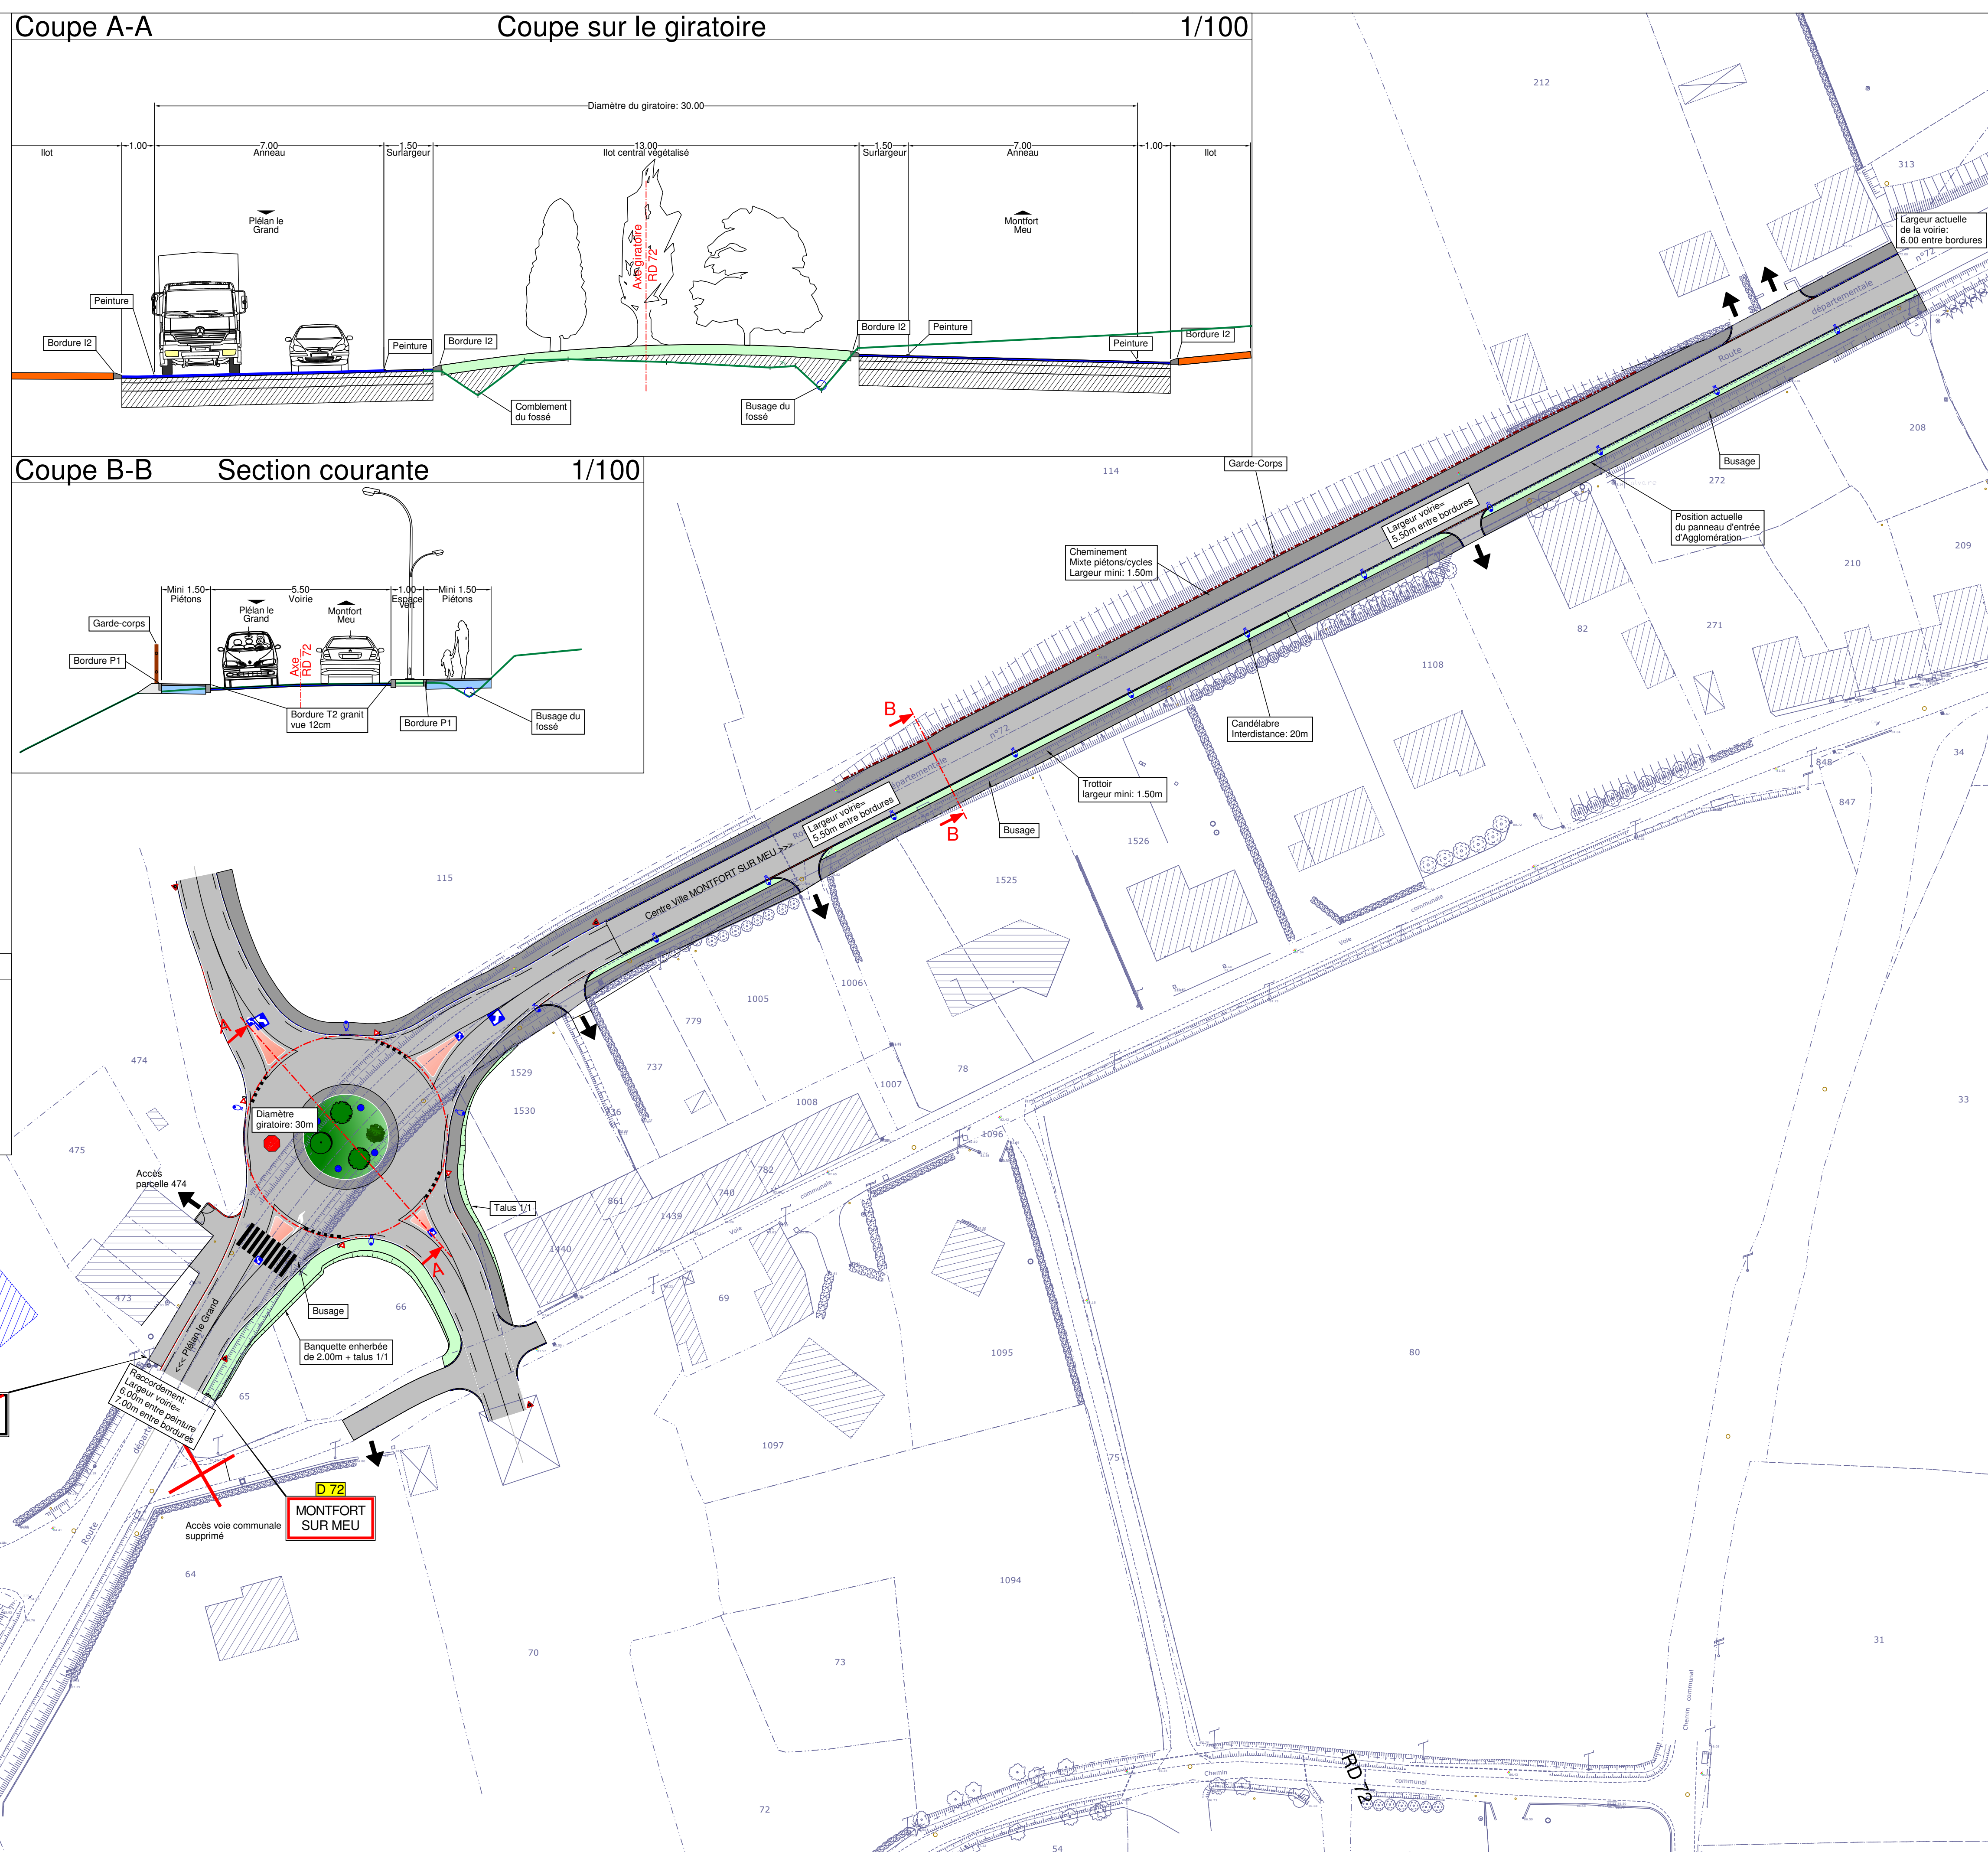 Coupe A-A
Coupe sur le giratoire
1/100
Diamètre du giratoire: 30.00
1.00
7.00
1.50
13.00
1.50
7.00
1.00
Ilot
Anneau
Surlargeur
Ilot central végétalisé
Surlargeur
Anneau
Ilot
Plélan le
Grand
Axe giratoire
RD 72
Montfort
Meu
Peinture
Bordure I2
Peinture
Bordure I2
Bordure I2
Peinture
Peinture
Bordure I2
Comblement
du fossé
Busage du
fossé
Coupe B-B
Section courante
1/100
Mini 1.50
5.50
1.00
Mini 1.50
Piétons
Voirie
Espace
Vert
Piétons
Plélan le
Grand
Montfort
Meu
Garde-corps
Bordure P1
Axe
RD 72
Bordure T2 granit
vue 12cm
Bordure P1
Busage du
fossé
212
313
Largeur actuelle
de la voirie:
6.00 entre bordures
n°72
départementale
Route
208
114
Garde-Corps
Busage
272
Largeur voirie=
5.50m entre bordures
Position actuelle
du panneau d'entrée
d'Agglomération
209
210
Cheminement
Mixte piétons/cycles
Largeur mini: 1.50m
82
271
1108
B
n°72
Candélabre
Interdistance: 20m
34
848
847
Trottoir
largeur mini: 1.50m
Largeur voirie=
5.50m entre bordures
B
Busage
1526
1525
Centre Ville MONTFORT SUR MEU >>>
115
communale
Voie
1006
1005
779
A
474
1529
737
78
1007
1008
1530
33
Diamètre
giratoire: 30m
475
1096
Accès
parcelle 474
782
communale
740
861
Talus 1/1
1439
Voie
1440
A
473
69
66
Busage
<<< Plélan le Grand
Banquette enherbée
de 2.00m + talus 1/1
1095
80
Raccordement:
Largeur voirie=
6.00m entre peinture
7.00m entre bordures
65
1097
75
D 72
MONTFORT
SUR MEU
Accès voie communale
supprimé
Route
64
1094
70
73
31
Chemin communal
RD 72
Chemin
communal
72
54